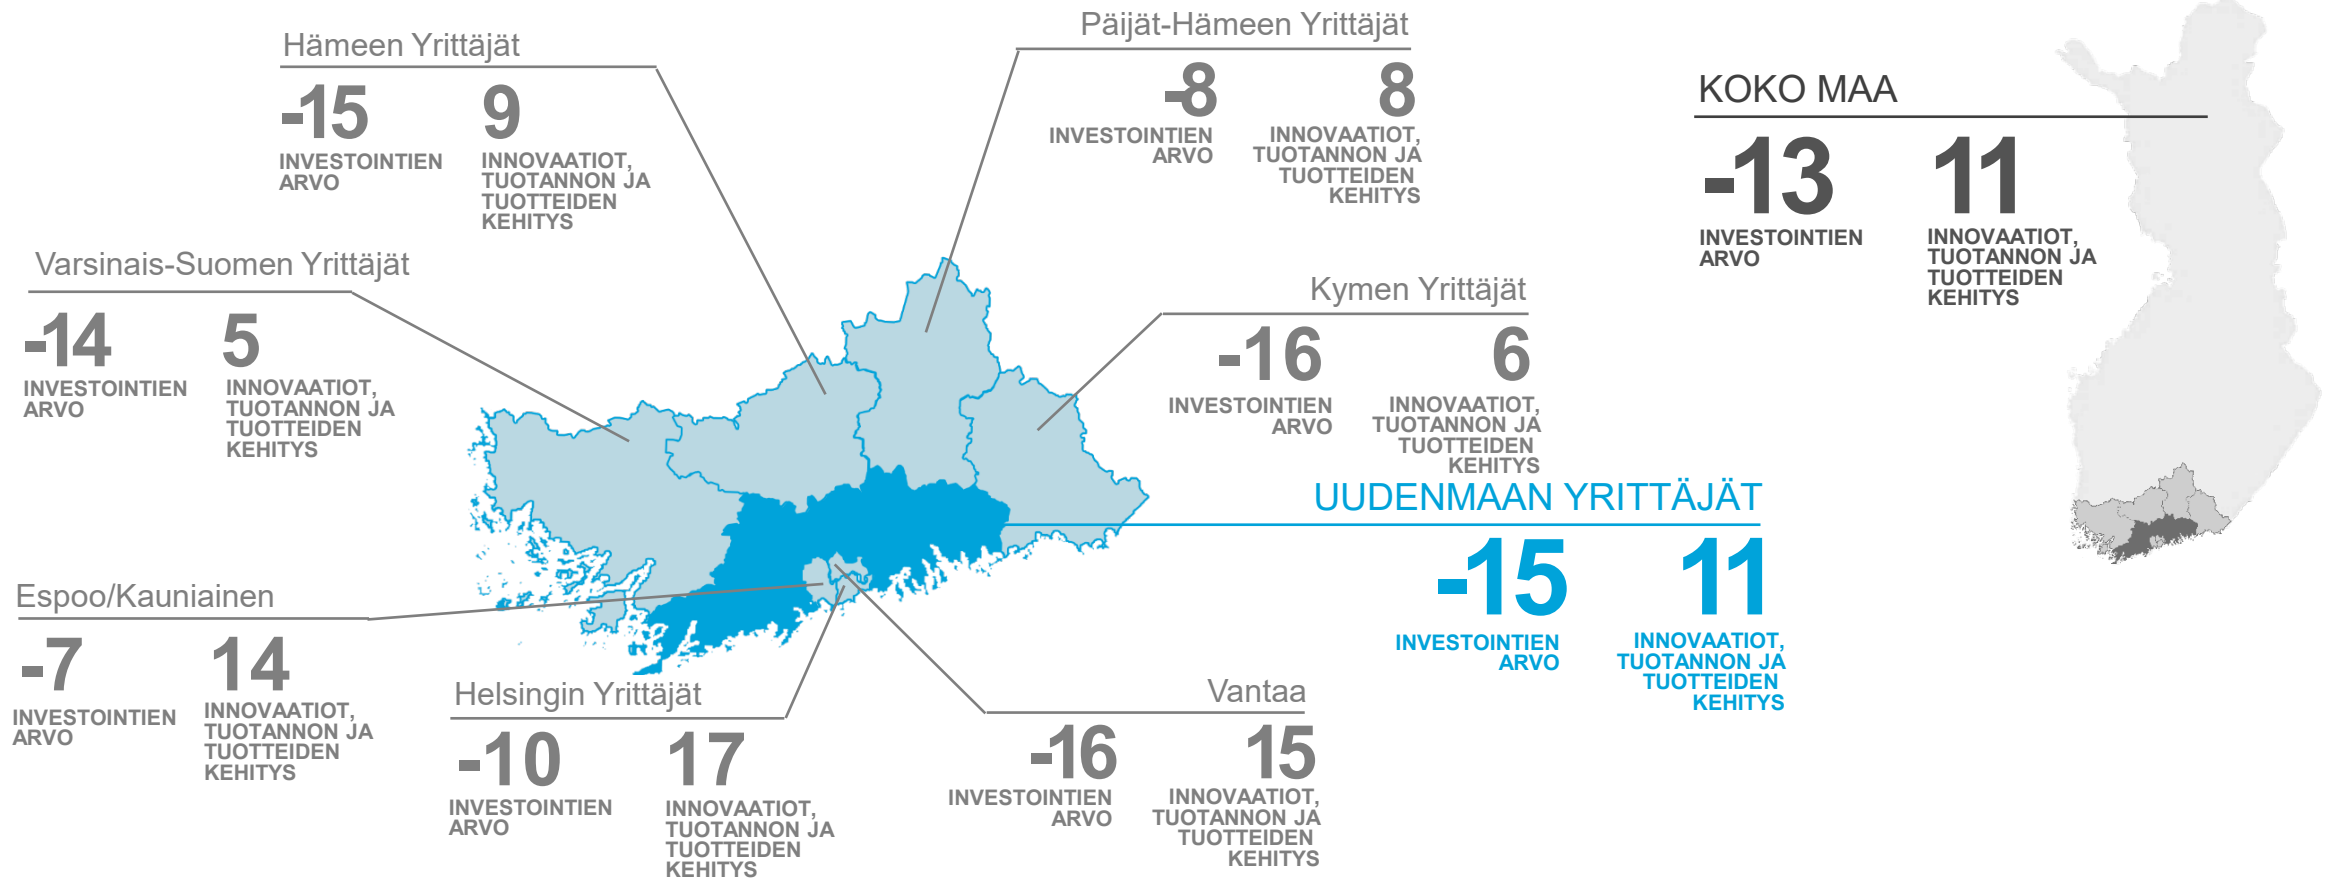 Hämeen Yrittäjät
-15 9
INVESTOINTIEN
ARVO
INNOVAATIOT,
TUOTANNON JA
TUOTTEIDEN
KEHITYS
Päijät-Hämeen Yrittäjät
-8 8
INVESTOINTIEN
ARVO
INNOVAATIOT,
TUOTANNON JA
TUOTTEIDEN
KEHITYS
KOKO MAA
-13 11
INVESTOINTIEN
ARVO
INNOVAATIOT,
TUOTANNON JA
TUOTTEIDEN
KEHITYS
Varsinais-Suomen Yrittäjät
-14 5
INVESTOINTIEN
ARVO
INNOVAATIOT,
TUOTANNON JA
TUOTTEIDEN
KEHITYS
Kymen Yrittäjät
-16 6
INVESTOINTIEN
ARVO
INNOVAATIOT,
TUOTANNON JA
TUOTTEIDEN
KEHITYS
UUDENMAAN YRITTÄJÄT
-15 11
INVESTOINTIEN
ARVO
INNOVAATIOT,
TUOTANNON JA
TUOTTEIDEN
KEHITYS
Espoo/Kauniainen
-7 14
INVESTOINTIEN
ARVO
INNOVAATIOT,
TUOTANNON JA
TUOTTEIDEN
KEHITYS
Helsingin Yrittäjät
-10 17
INVESTOINTIEN
ARVO
INNOVAATIOT,
TUOTANNON JA
TUOTTEIDEN
KEHITYS
Vantaa
-16 15
INVESTOINTIEN
ARVO
INNOVAATIOT,
TUOTANNON JA
TUOTTEIDEN
KEHITYS